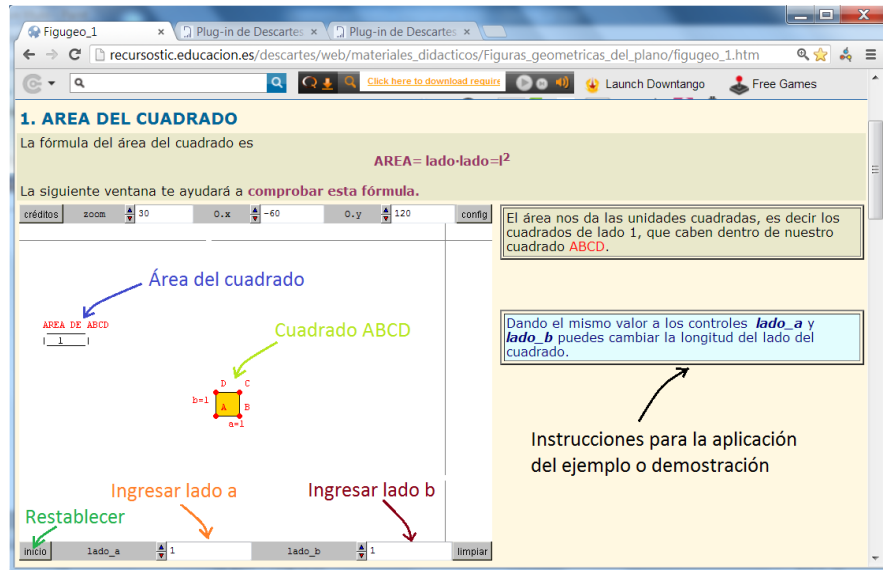 Figugeo_1
Plug-in de Descartes
Plug-in de Descartes
recursostic.educacion.es/descartes/web/materiales_didacticos/Figuras_geometricas_del_plano/figugeo_1.htm
Click here to download require
Launch Downtango
Free Games
1. AREA DEL CUADRADO
La fórmula del área del cuadrado es
AREA= lado·lado=l²
La siguiente ventana te ayudará a comprobar esta fórmula.
créditos zoom 30 O.x -60 O.y 120 config
El área nos da las unidades cuadradas, es decir los
cuadrados de lado 1, que caben dentro de nuestro
cuadrado ABCD.
Área del cuadrado
AREA DE ABCD
1
Cuadrado ABCD
D C
b=1
A B
a=1
Dando el mismo valor a los controles lado_a y
lado_b puedes cambiar la longitud del lado del
cuadrado.
Instrucciones para la aplicación
del ejemplo o demostración
Ingresar lado a
Ingresar lado b
Restablecer
inicio lado_a 1 lado_b 1 limpiar